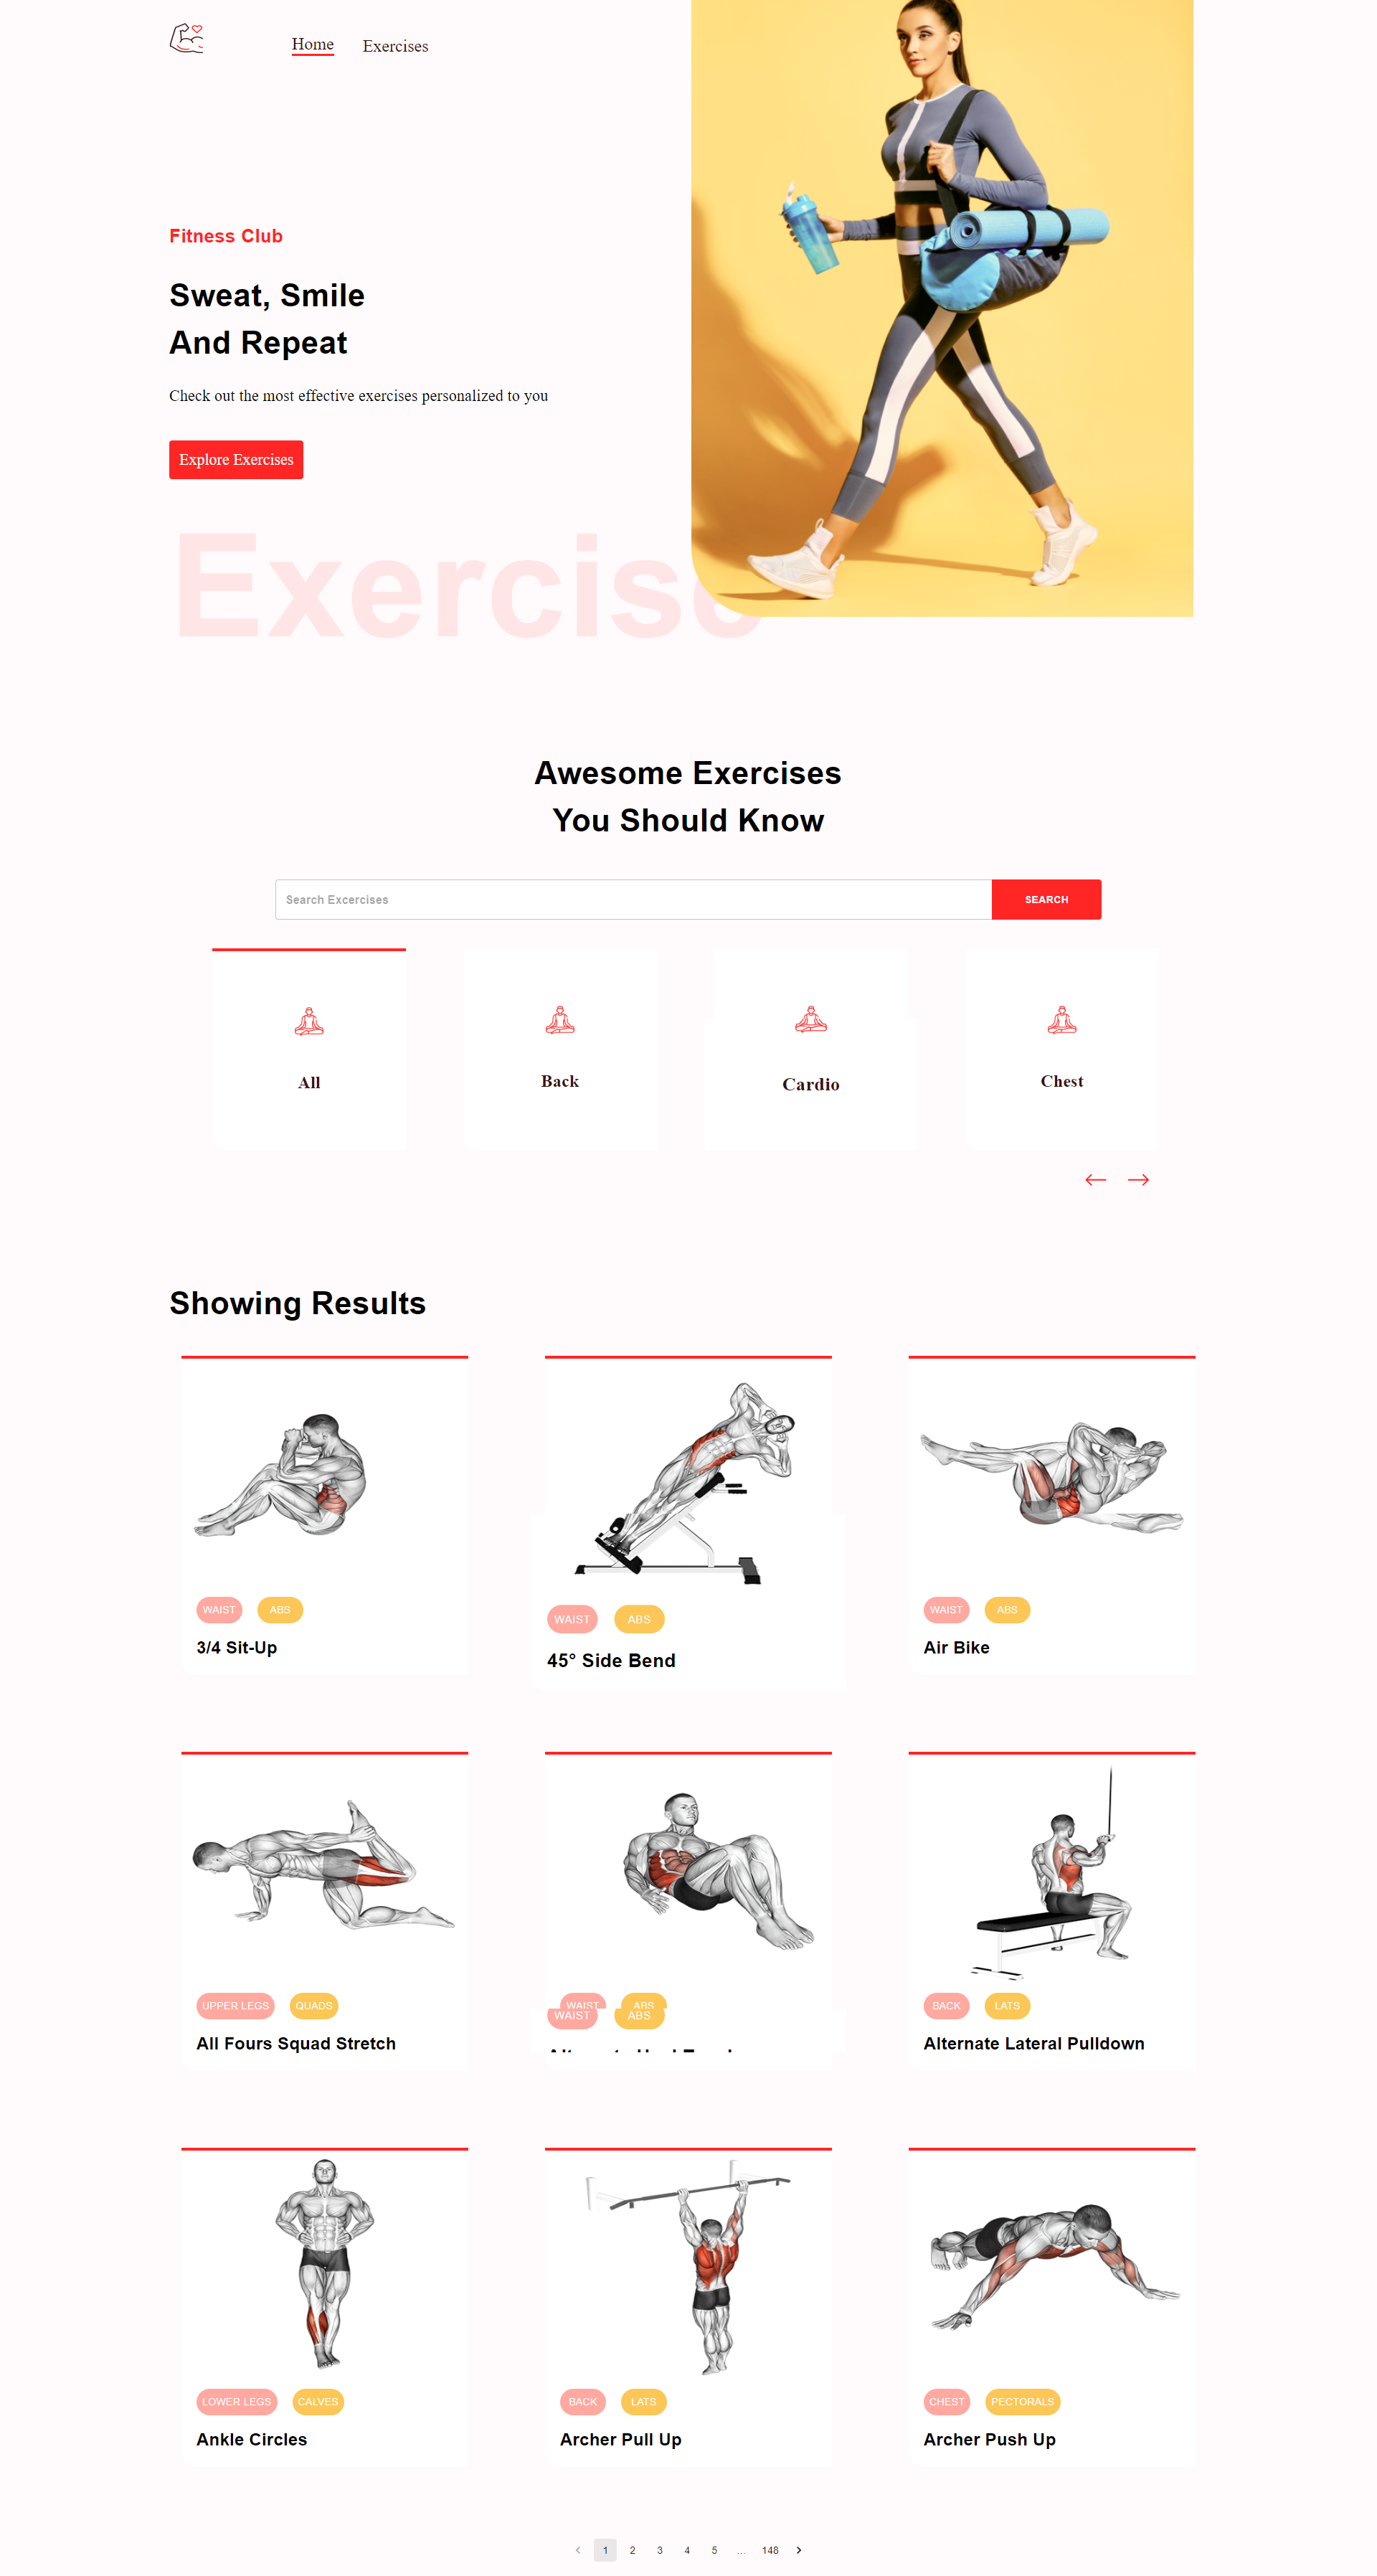 Home
Exercises
Fitness Club
Sweat, Smile
And Repeat
Check out the most effective exercises personalized to you
Explore Exercises
Exercise
Awesome Exercises
You Should Know
Search Excercises
SEARCH
All
Back
Cardio
Chest
Showing Results
WAIST ABS
3/4 Sit-Up
WAIST ABS
45° Side Bend
WAIST ABS
Air Bike
UPPER LEGS QUADS
All Fours Squad Stretch
WAIST ABS
WAIST ABS
BACK LATS
Alternate Lateral Pulldown
LOWER LEGS CALVES
Ankle Circles
BACK LATS
Archer Pull Up
CHEST PECTORALS
Archer Push Up
1 2 3 4 5 ... 148